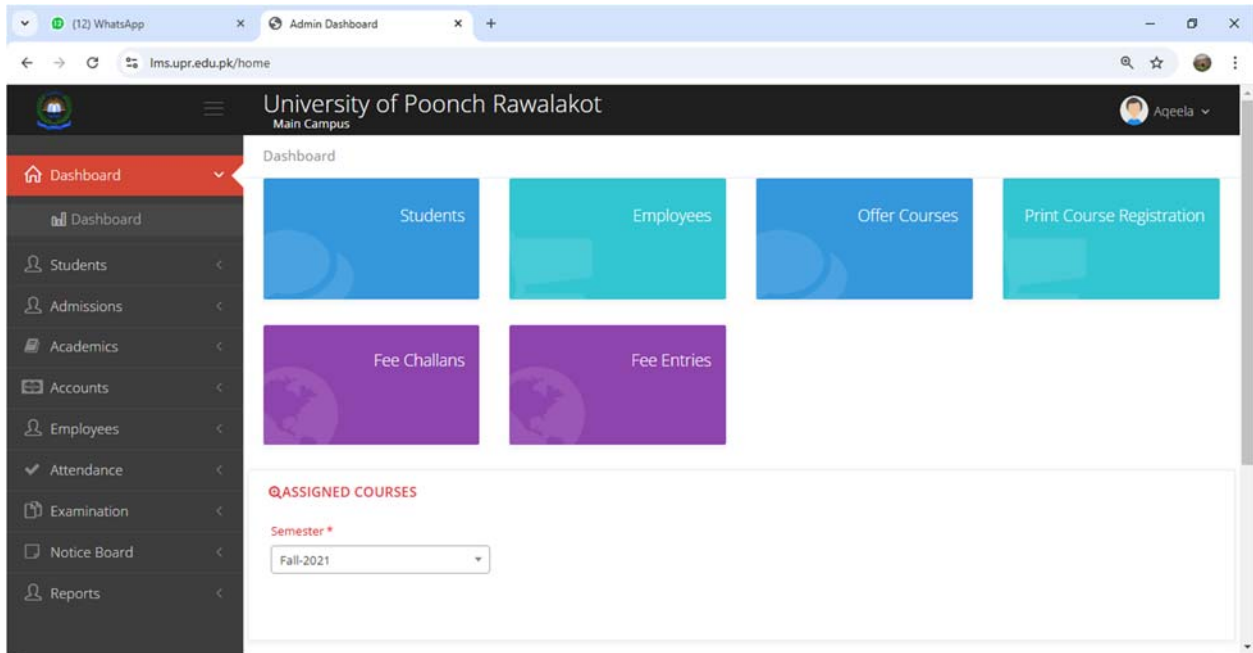 (12) WhatsApp
Admin Dashboard
lms.upr.edu.pk/home
University of Poonch Rawalakot
Main Campus
Aqeela
Dashboard
Dashboard
Dashboard
Students
Admissions
Academics
Accounts
Employees
Attendance
Examination
Notice Board
Reports
Students
Employees
Offer Courses
Print Course Registration
Fee Challans
Fee Entries
ASSIGNED COURSES
Semester *
Fall-2021